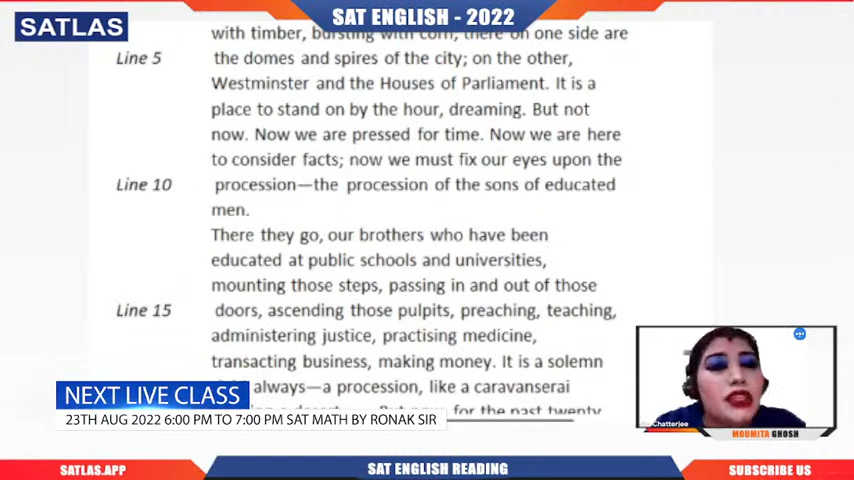 SATLAS
SAT ENGLISH - 2022
with timber, bursting with corn; there on one side are
Line 5 the domes and spires of the city; on the other,
Westminster and the Houses of Parliament. It is a
place to stand on by the hour, dreaming. But not
now. Now we are pressed for time. Now we are here
to consider facts; now we must fix our eyes upon the
Line 10 procession—the procession of the sons of educated
men.
There they go, our brothers who have been
educated at public schools and universities,
mounting those steps, passing in and out of those
Line 15 doors, ascending those pulpits, preaching, teaching,
administering justice, practising medicine,
transacting business, making money. It is a solemn
always—a procession, like a caravanserai
a desert for the past twenty
NEXT LIVE CLASS
23TH AUG 2022 6:00 PM TO 7:00 PM SAT MATH BY RONAK SIR
Chatterjee
MOUMITA GHOSH
SATLAS.APP
SAT ENGLISH READING
SUBSCRIBE US